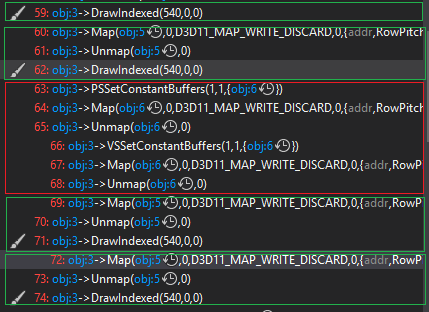 59: obj:3->DrawIndexed(540,0,0)
60: obj:3->Map(obj:5,0,D3D11_MAP_WRITE_DISCARD,0,{addr,RowPitch
61: obj:3->Unmap(obj:5,0)
62: obj:3->DrawIndexed(540,0,0)
63: obj:3->PSSetConstantBuffers(1,1,{obj:6})
64: obj:3->Map(obj:6,0,D3D11_MAP_WRITE_DISCARD,0,{addr,RowPitch
65: obj:3->Unmap(obj:6,0)
66: obj:3->VSSetConstantBuffers(1,1,{obj:6})
67: obj:3->Map(obj:6,0,D3D11_MAP_WRITE_DISCARD,0,{addr,RowP
68: obj:3->Unmap(obj:6,0)
69: obj:3->Map(obj:5,0,D3D11_MAP_WRITE_DISCARD,0,{addr,RowP
70: obj:3->Unmap(obj:5,0)
71: obj:3->DrawIndexed(540,0,0)
72: obj:3->Map(obj:5,0,D3D11_MAP_WRITE_DISCARD,0,{addr,RowP
73: obj:3->Unmap(obj:5,0)
74: obj:3->DrawIndexed(540,0,0)